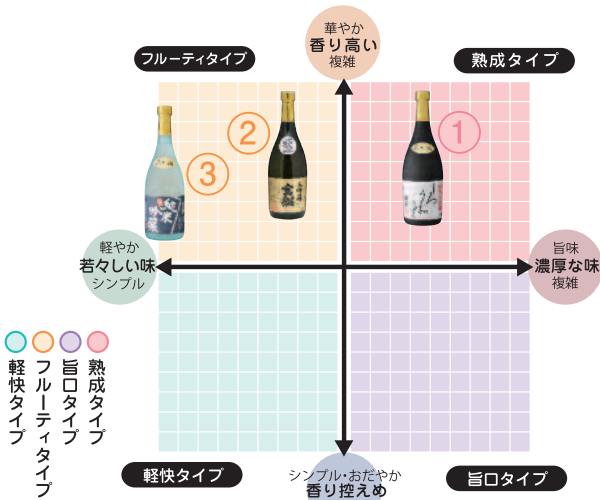 華やか
香り高い
複雑
フルーティタイプ
熟成タイプ
①
②
③
純米
吟醸
軽やか
若々しい味
シンプル
旨味
濃厚な味
複雑
軽快タイプ
フルーティタイプ
旨口タイプ
熟成タイプ
軽快タイプ
シンプル・おだやか
香り控えめ
旨口タイプ